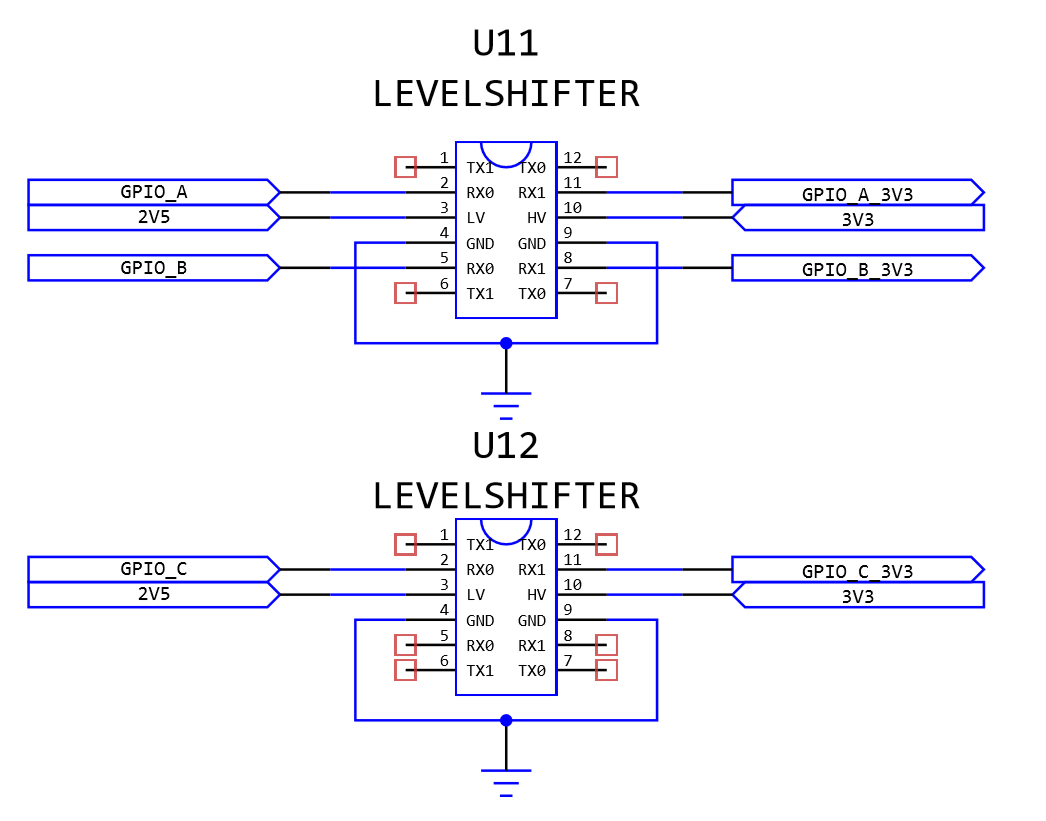 U11
LEVELSHIFTER
1 TX1 TX0 12
GPIO_A 2 RX0 RX1 11 GPIO_A_3V3
2V5 3 LV HV 10 3V3
4 GND GND 9
GPIO_B 5 RX0 RX1 8 GPIO_B_3V3
6 TX1 TX0 7
U12
LEVELSHIFTER
1 TX1 TX0 12
GPIO_C 2 RX0 RX1 11 GPIO_C_3V3
2V5 3 LV HV 10 3V3
4 GND GND 9
5 RX0 RX1 8
6 TX1 TX0 7